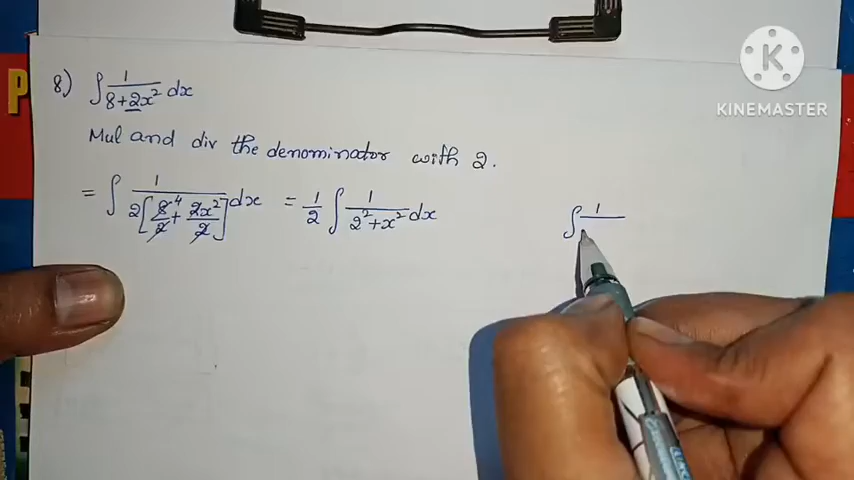 8) ∫ 1/(8+2x²) dx
Mul and div the denominator with 2.
= ∫ 1/(2[8/2 4 + 2x²/2]) dx = 1/2 ∫ 1/(2²+x²) dx
∫ 1/
K
KINEMASTER
P